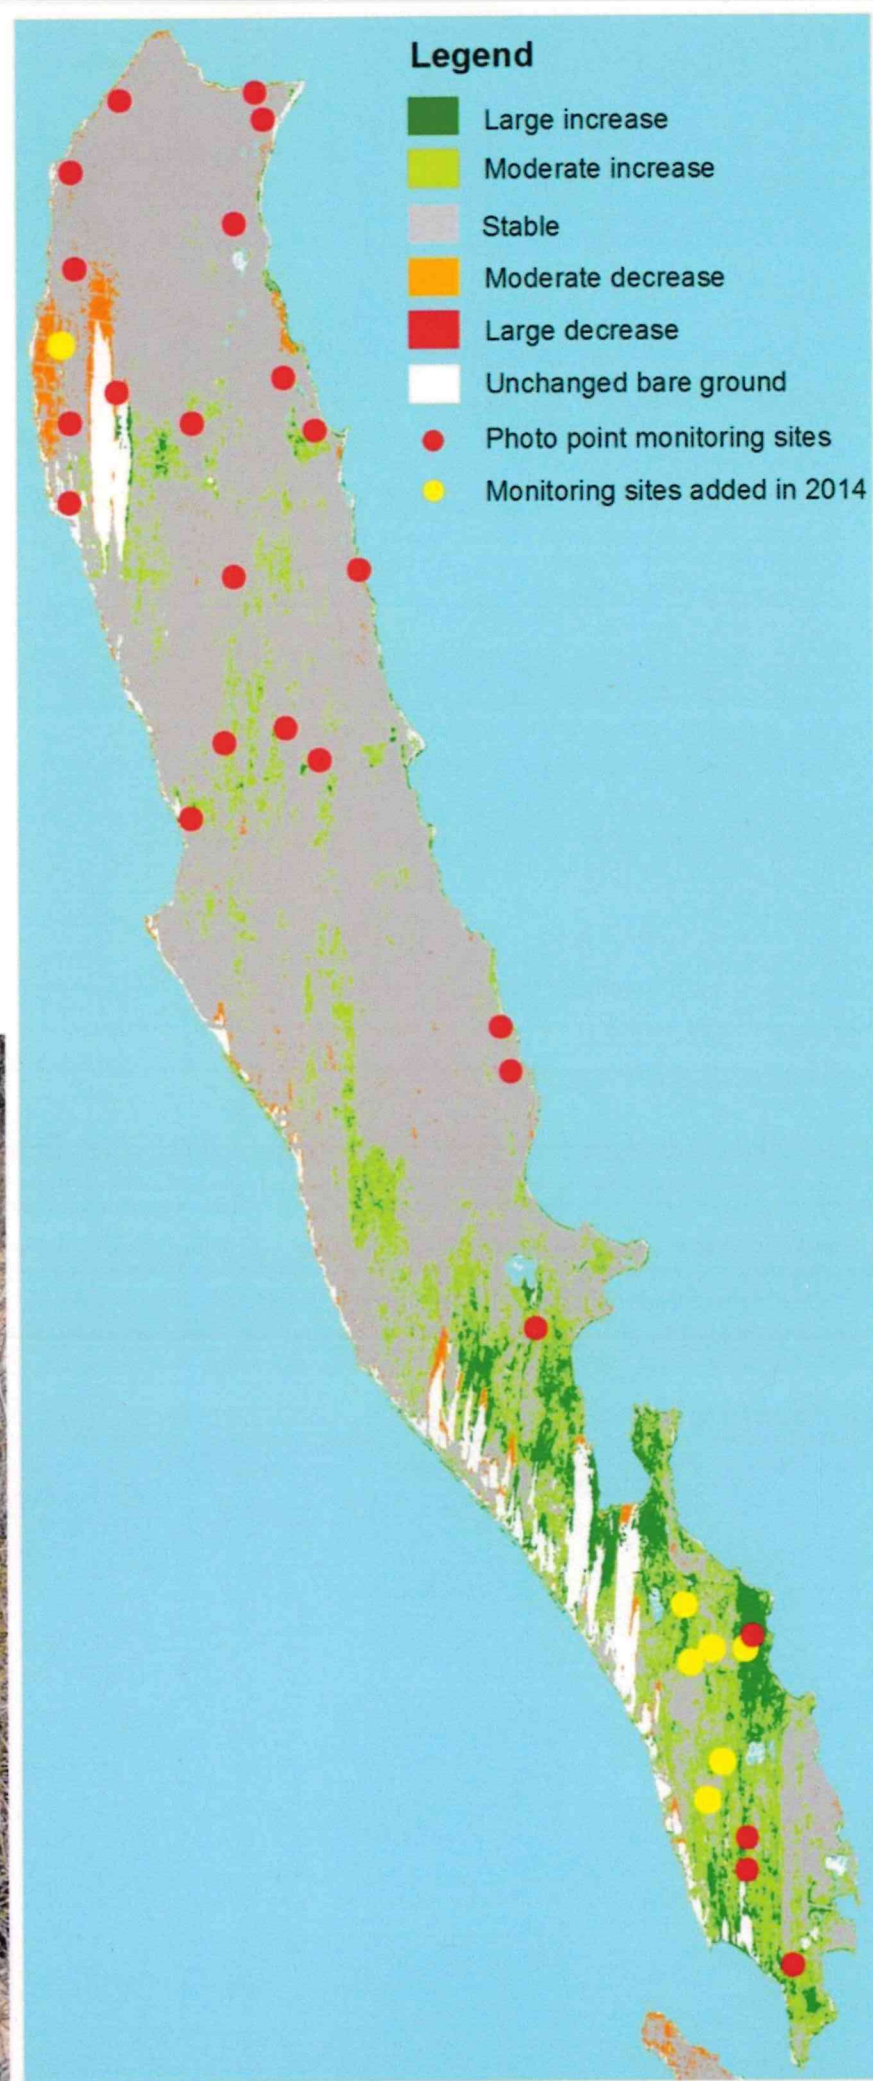 Legend
Large increase
Moderate increase
Stable
Moderate decrease
Large decrease
Unchanged bare ground
Photo point monitoring sites
Monitoring sites added in 2014